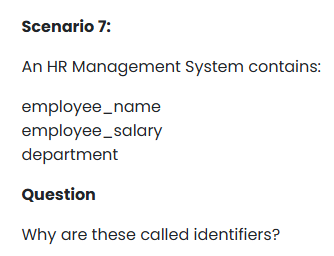 Scenario 7:
An HR Management System contains:
employee_name
employee_salary
department
Question
Why are these called identifiers?